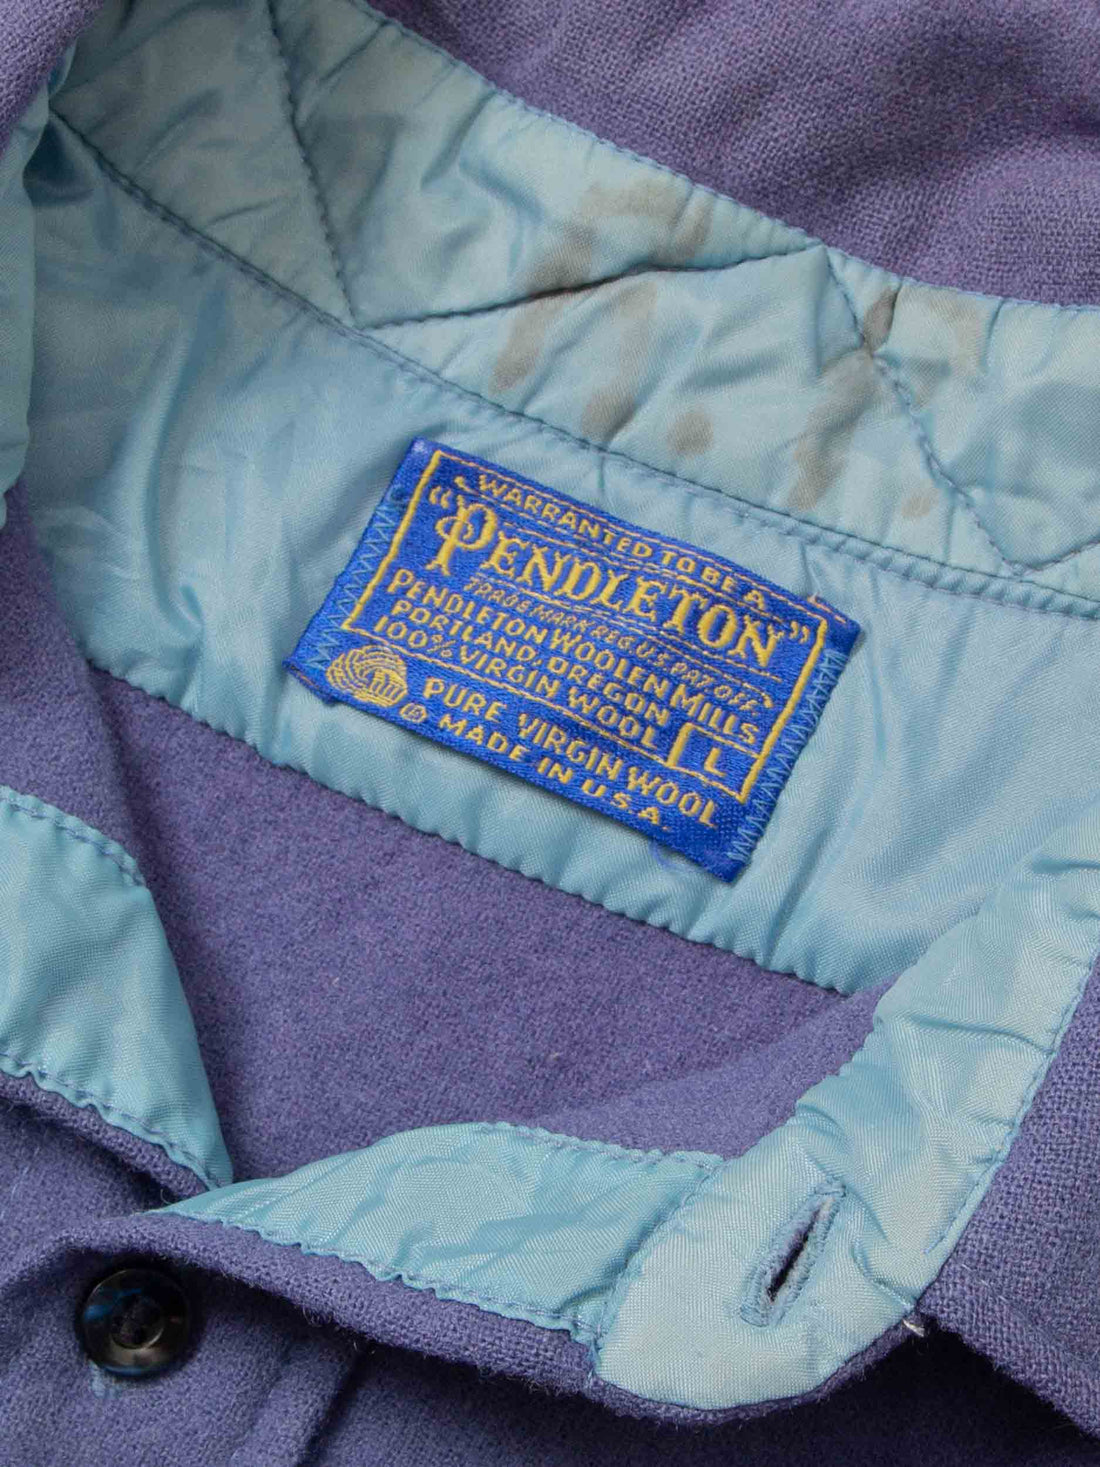 WARRANTED TO BE A
"PENDLETON"
TRADE MARK REG. U.S. PAT. OFF.
PENDLETON WOOLEN MILLS
PORTLAND, OREGON
100% VIRGIN WOOL
L
PURE VIRGIN WOOL
MADE IN U.S.A.